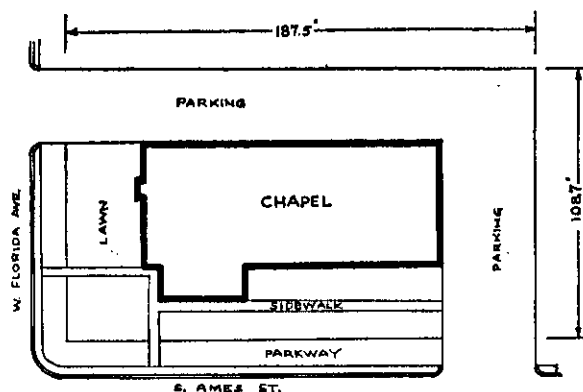 187.5'
PARKING
W. FLORIDA AVE.
LAWN
CHAPEL
PARKING
108.7'
SIDEWALK
PARKWAY
S. AMES ST.